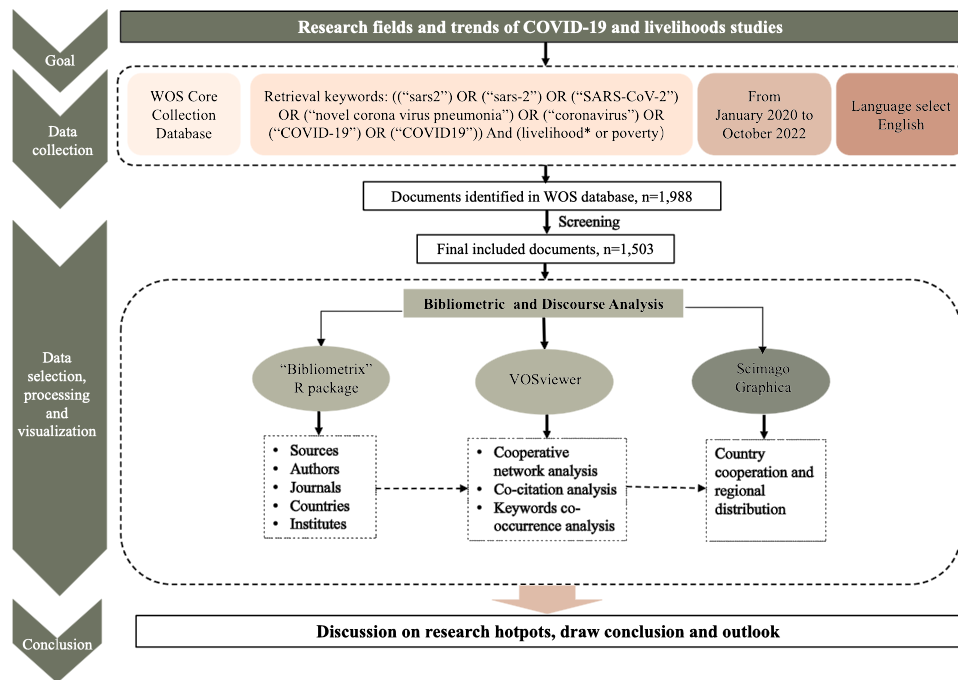 Research fields and trends of COVID-19 and livelihoods studies
Goal
WOS Core
Collection
Database
Retrieval keywords: ((“sars2”) OR (“sars-2”) OR (“SARS-CoV-2”)
OR (“novel corona virus pneumonia”) OR (“coronavirus”) OR
(“COVID-19”) OR (“COVID19”)) And (livelihood* or poverty)
From
January 2020 to
October 2022
Language select
English
Data
collection
Documents identified in WOS database, n=1,988
Screening
Final included documents, n=1,503
Data
selection,
processing
and
visualization
Bibliometric and Discourse Analysis
“Bibliometrix”
R package
VOSviewer
Scimago
Graphica
• Sources
• Authors
• Journals
• Countries
• Institutes
• Cooperative
network analysis
• Co-citation analysis
• Keywords co-
occurrence analysis
Country
cooperation and
regional
distribution
Conclusion
Discussion on research hotpots, draw conclusion and outlook